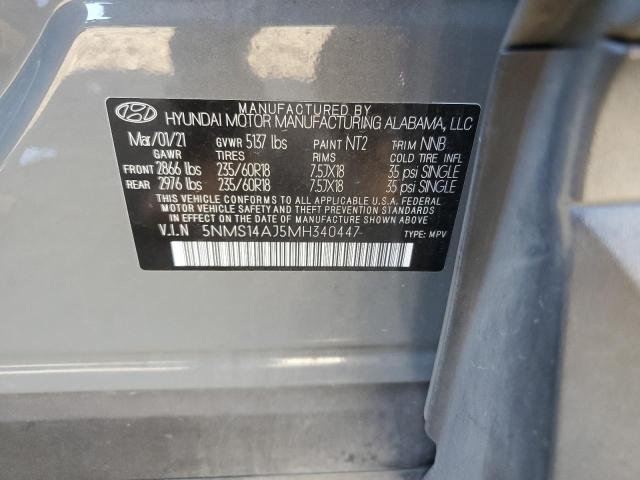 MANUFACTURED BY
HYUNDAI MOTOR MANUFACTURING ALABAMA, LLC
Mar/01/21 GVWR 5137 lbs PAINT NT2 TRIM NNB
GAWR TIRES RIMS COLD TIRE INFL
FRONT 2866 lbs 235/60R18 7.5JX18 35 psi SINGLE
REAR 2976 lbs 235/60R18 7.5JX18 35 psi SINGLE
THIS VEHICLE CONFORMS TO ALL APPLICABLE U.S. FEDERAL
MOTOR VEHICLE SAFETY, BUMPER, AND THEFT PREVENTION STANDARDS
IN EFFECT ON THE DATE OF MANUFACTURE SHOWN ABOVE.
V.I.N 5NMS14AJ5MH340447 TYPE: MPV